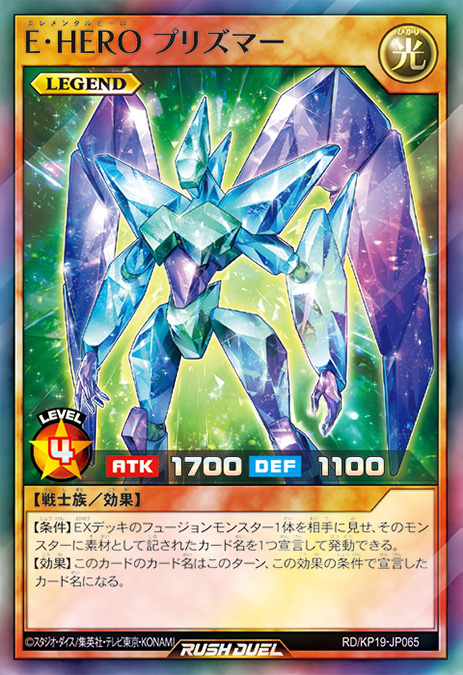 エレメンタルヒーロー
E・HERO プリズマー
ひかり
光
LEGEND
LEVEL
4
ATK 1700 DEF 1100
【戦士族／効果】
【条件】EXデッキのフュージョンモンスター1体を相手に見せ、そのモン
スターに素材として記されたカード名を1つ宣言して発動できる。
【効果】このカードのカード名はこのターン、この効果の条件で宣言した
カード名になる。
©スタジオ・ダイス/集英社・テレビ東京・KONAMI
RUSH DUEL
RD/KP19-JP065